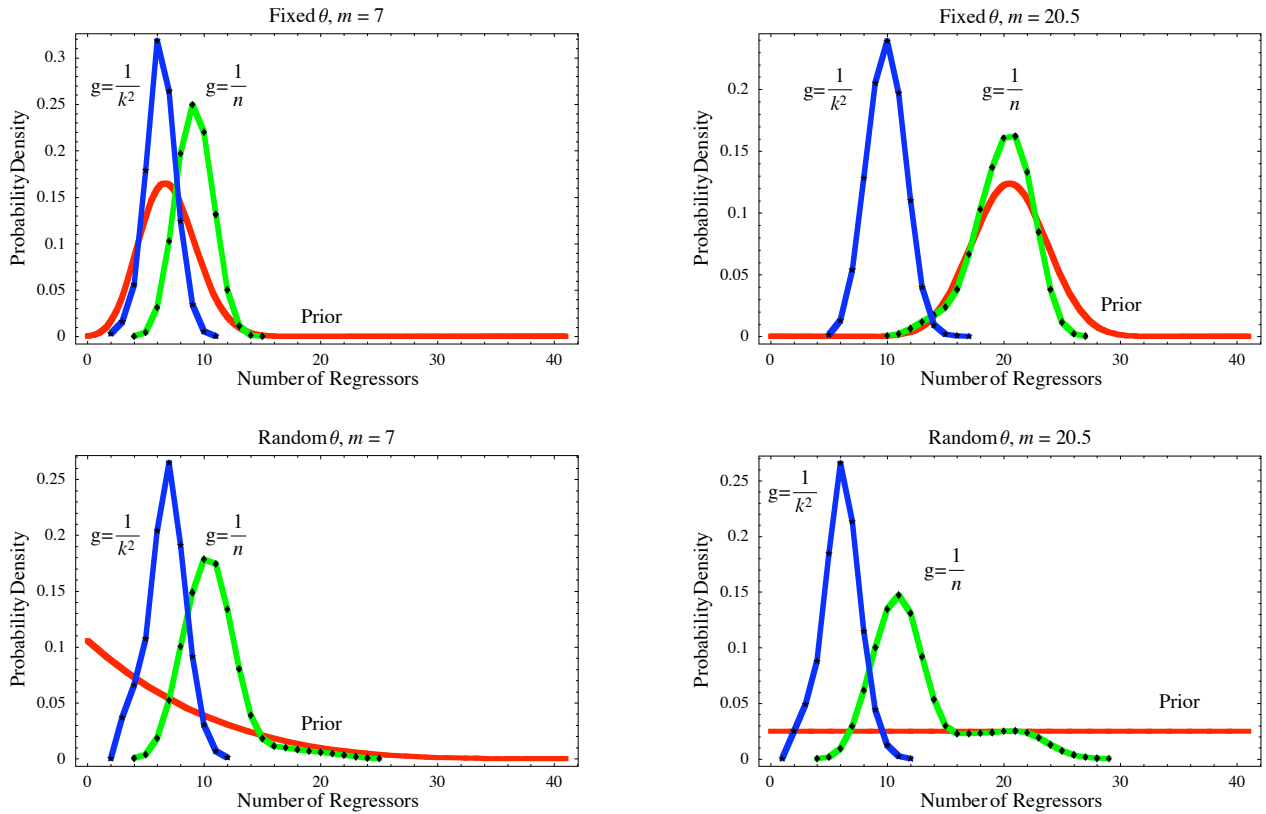 Fixed θ, m = 7
Probability Density
0.3
0.25
0.2
0.15
0.1
0.05
0
g=1/k²
g=1/n
Prior
0 10 20 30 40
Number of Regressors
Fixed θ, m = 20.5
Probability Density
0.2
0.15
0.1
0.05
0
g=1/k²
g=1/n
Prior
0 10 20 30 40
Number of Regressors
Random θ, m = 7
Probability Density
0.25
0.2
0.15
0.1
0.05
0
g=1/k²
g=1/n
Prior
0 10 20 30 40
Number of Regressors
Random θ, m = 20.5
Probability Density
0.25
0.2
0.15
0.1
0.05
0
g=1/k²
g=1/n
Prior
0 10 20 30 40
Number of Regressors